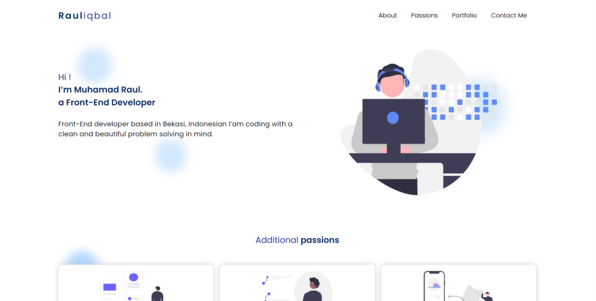 Rauliqbal
About Passions Portfolio Contact Me
Hi !
I'm Muhamad Raul.
a Front-End Developer
Front-End developer based in Bekasi, Indonesian I'am coding with a
clean and beautiful problem solving in mind.
Additional passions